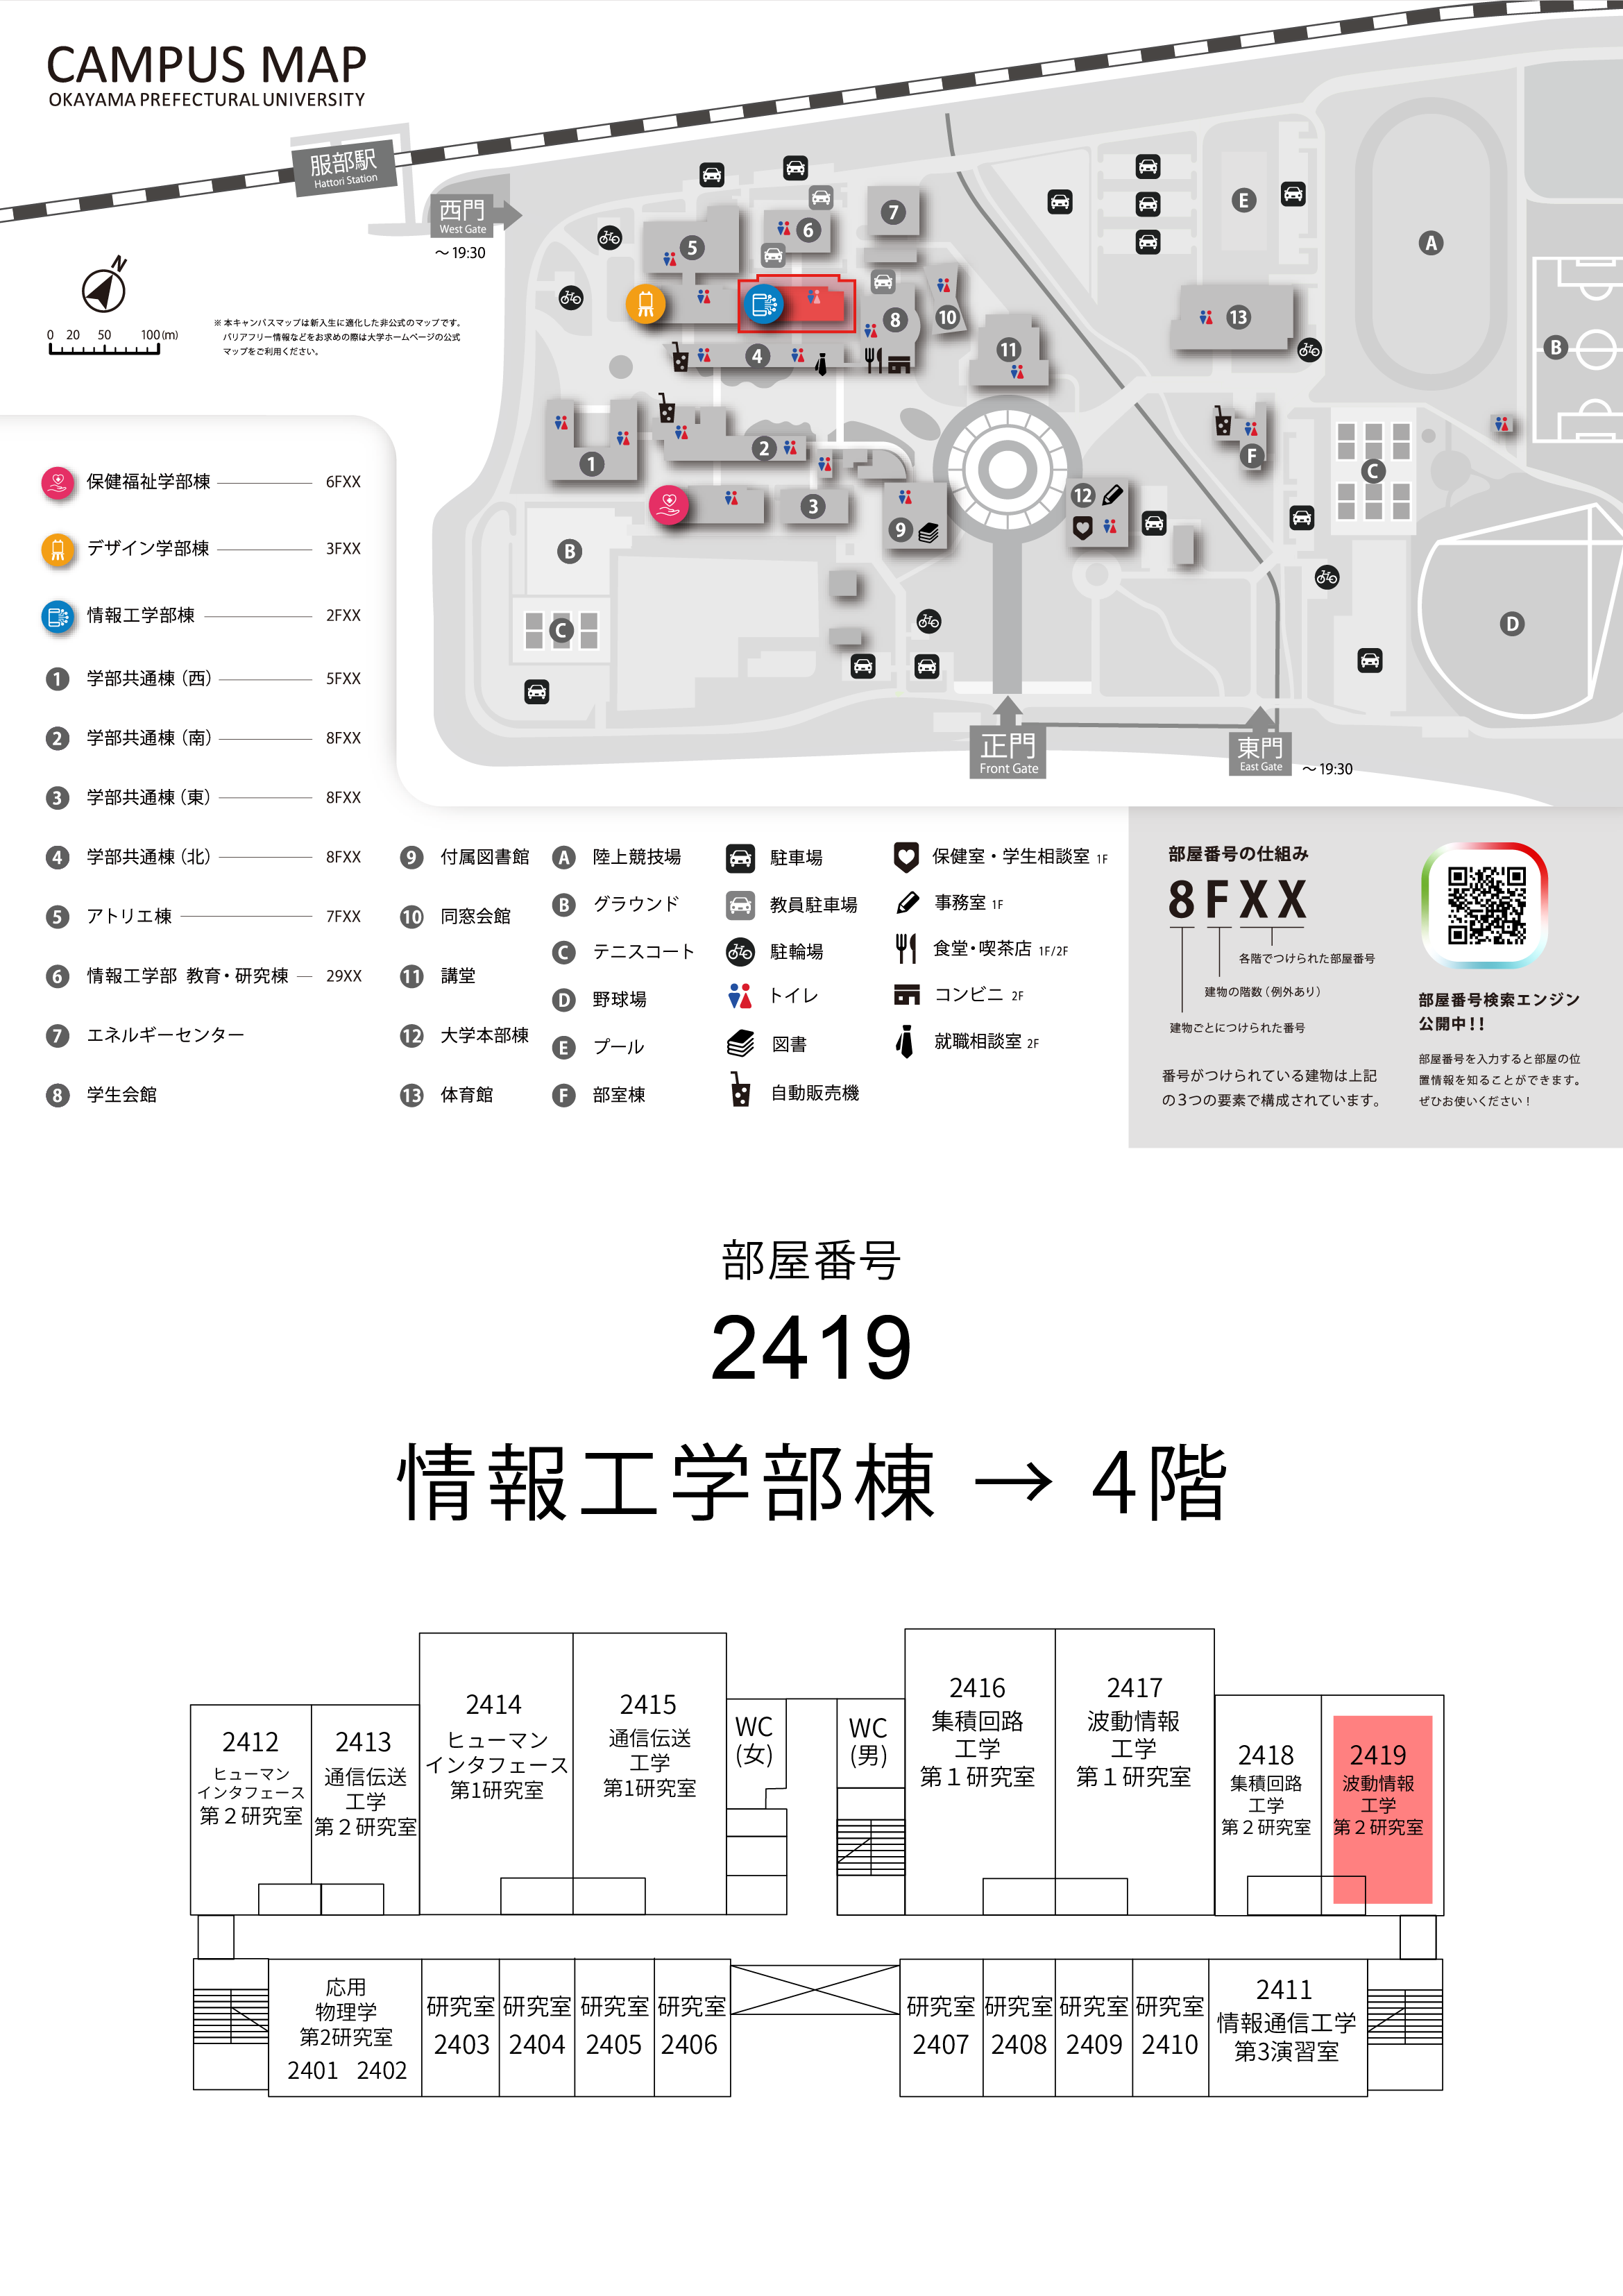 CAMPUS MAP
OKAYAMA PREFECTURAL UNIVERSITY
服部駅
Hattori Station
西門
West Gate
～19:30
N
0 20 50 100(m)
※ 本キャンパスマップは新入生に適化した非公式のマップです。
バリアフリー情報などをお求めの際は大学ホームページの公式
マップをご利用ください。
5
6
7
4
8
10
11
13
E
A
B
1
2
3
9
12
F
C
B
C
D
正門
Front Gate
東門
East Gate
～19:30
保健福祉学部棟 6FXX
デザイン学部棟 3FXX
情報工学部棟 2FXX
1 学部共通棟（西） 5FXX
2 学部共通棟（南） 8FXX
3 学部共通棟（東） 8FXX
4 学部共通棟（北） 8FXX
5 アトリエ棟 7FXX
6 情報工学部 教育・研究棟 29XX
7 エネルギーセンター
8 学生会館
9 付属図書館
10 同窓会館
11 講堂
12 大学本部棟
13 体育館
A 陸上競技場
B グラウンド
C テニスコート
D 野球場
E プール
F 部室棟
駐車場
教員駐車場
駐輪場
トイレ
図書
自動販売機
保健室・学生相談室 1F
事務室 1F
食堂・喫茶店 1F/2F
コンビニ 2F
就職相談室 2F
部屋番号の仕組み
8FXX
各階でつけられた部屋番号
建物の階数（例外あり）
建物ごとにつけられた番号
番号がつけられている建物は上記
の３つの要素で構成されています。
部屋番号検索エンジン
公開中!!
部屋番号を入力すると部屋の位
置情報を知ることができます。
ぜひお使いください！
部屋番号
2419
情報工学部棟 → 4階
2412
ヒューマン
インタフェース
第２研究室
2413
通信伝送
工学
第２研究室
2414
ヒューマン
インタフェース
第1研究室
2415
通信伝送
工学
第1研究室
WC
(女)
WC
(男)
2416
集積回路
工学
第１研究室
2417
波動情報
工学
第１研究室
2418
集積回路
工学
第２研究室
2419
波動情報
工学
第２研究室
応用
物理学
第2研究室
2401 2402
研究室
2403
研究室
2404
研究室
2405
研究室
2406
研究室
2407
研究室
2408
研究室
2409
研究室
2410
2411
情報通信工学
第3演習室